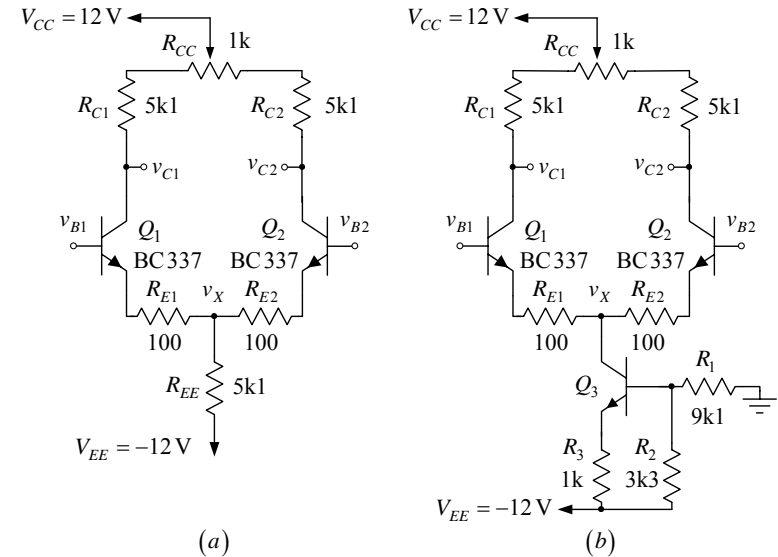 V_CC = 12 V
1k
R_CC
R_C1
5k1
R_C2
5k1
v_C1
v_C2
v_B1
Q_1
Q_2
v_B2
BC337
BC337
R_E1
v_X
R_E2
100
100
R_EE
5k1
V_EE = −12 V
(a)
V_CC = 12 V
1k
R_CC
R_C1
5k1
R_C2
5k1
v_C1
v_C2
v_B1
Q_1
Q_2
v_B2
BC337
BC337
R_E1
v_X
R_E2
100
100
R_1
Q_3
9k1
R_3
R_2
1k
3k3
V_EE = −12 V
(b)